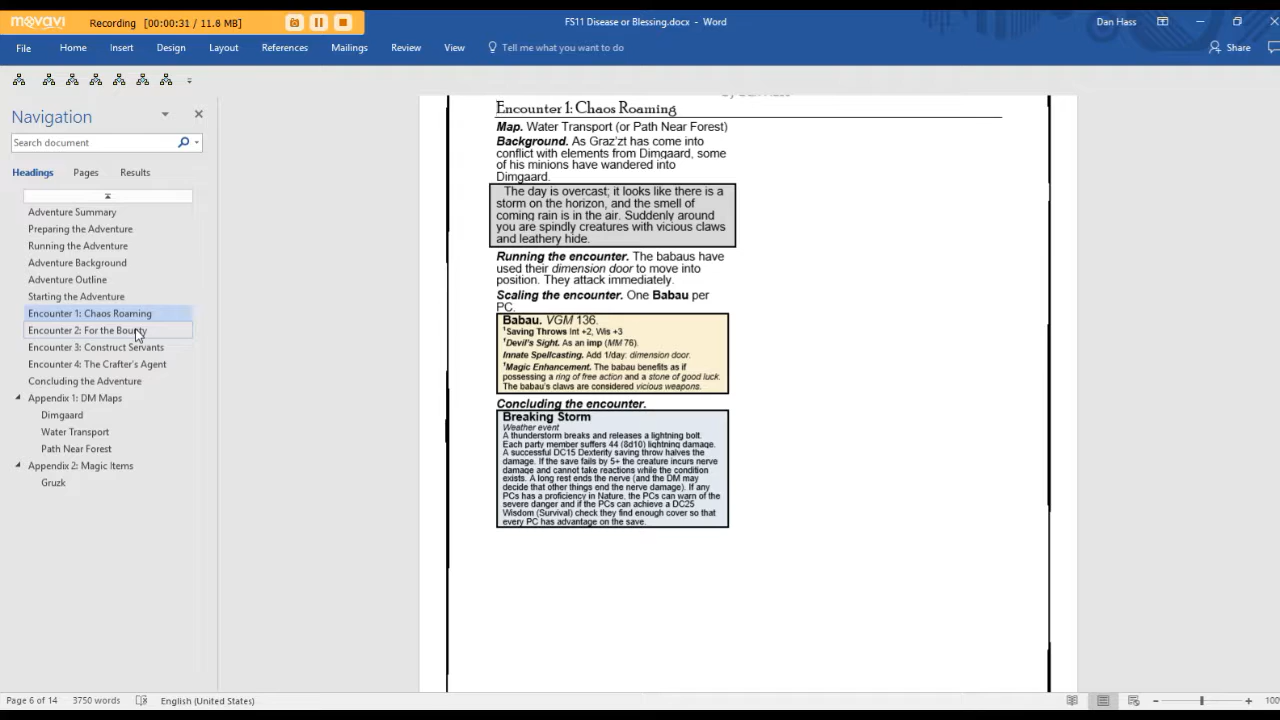 movavi
Recording [00:00:31 / 11.8 MB]
FS11 Disease or Blessing.docx - Word
Dan Hass
File Home Insert Design Layout References Mailings Review View Tell me what you want to do
Share
Navigation
Search document
Headings Pages Results
Adventure Summary
Preparing the Adventure
Running the Adventure
Adventure Background
Adventure Outline
Starting the Adventure
Encounter 1: Chaos Roaming
Encounter 2: For the Bounty
Encounter 3: Construct Servants
Encounter 4: The Crafter's Agent
Concluding the Adventure
Appendix 1: DM Maps
Dimgaard
Water Transport
Path Near Forest
Appendix 2: Magic Items
Gruzk
Encounter 1: Chaos Roaming
Map. Water Transport (or Path Near Forest)
Background. As Graz'zt has come into
conflict with elements from Dimgaard, some
of his minions have wandered into
Dimgaard.
The day is overcast; it looks like there is a
storm on the horizon, and the smell of
coming rain is in the air. Suddenly around
you are spindly creatures with vicious claws
and leathery hide.
Running the encounter. The babaus have
used their dimension door to move into
position. They attack immediately.
Scaling the encounter. One Babau per
PC.
Babau. VGM 136.
†Saving Throws Int +2, Wis +3
†Devil's Sight. As an imp (MM 76).
Innate Spellcasting. Add 1/day: dimension door.
†Magic Enhancement. The babau benefits as if
possessing a ring of free action and a stone of good luck.
The babau's claws are considered vicious weapons.
Concluding the encounter.
Breaking Storm
Weather event
A thunderstorm breaks and releases a lightning bolt.
Each party member suffers 44 (8d10) lightning damage.
A successful DC15 Dexterity saving throw halves the
damage. If the save fails by 5+ the creature incurs nerve
damage and cannot take reactions while the condition
exists. A long rest ends the nerve (and the DM may
decide that other things end the nerve damage). If any
PCs has a proficiency in Nature, the PCs can warn of the
severe danger and if the PCs can achieve a DC25
Wisdom (Survival) check they find enough cover so that
every PC has advantage on the save.
Page 6 of 14 3750 words English (United States)
100